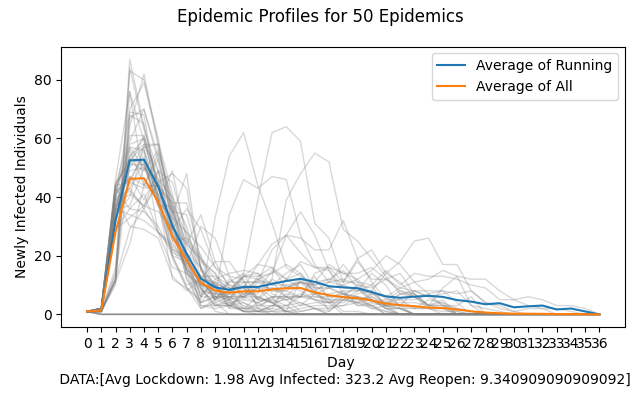 Epidemic Profiles for 50 Epidemics
Average of Running
Average of All
Newly Infected Individuals
80
60
40
20
0
0 1 2 3 4 5 6 7 8 9 10 11 12 13 14 15 16 17 18 19 20 21 22 23 24 25 26 27 28 29 30 31 32 33 34 35 36
Day
DATA:[Avg Lockdown: 1.98 Avg Infected: 323.2 Avg Reopen: 9.340909090909092]